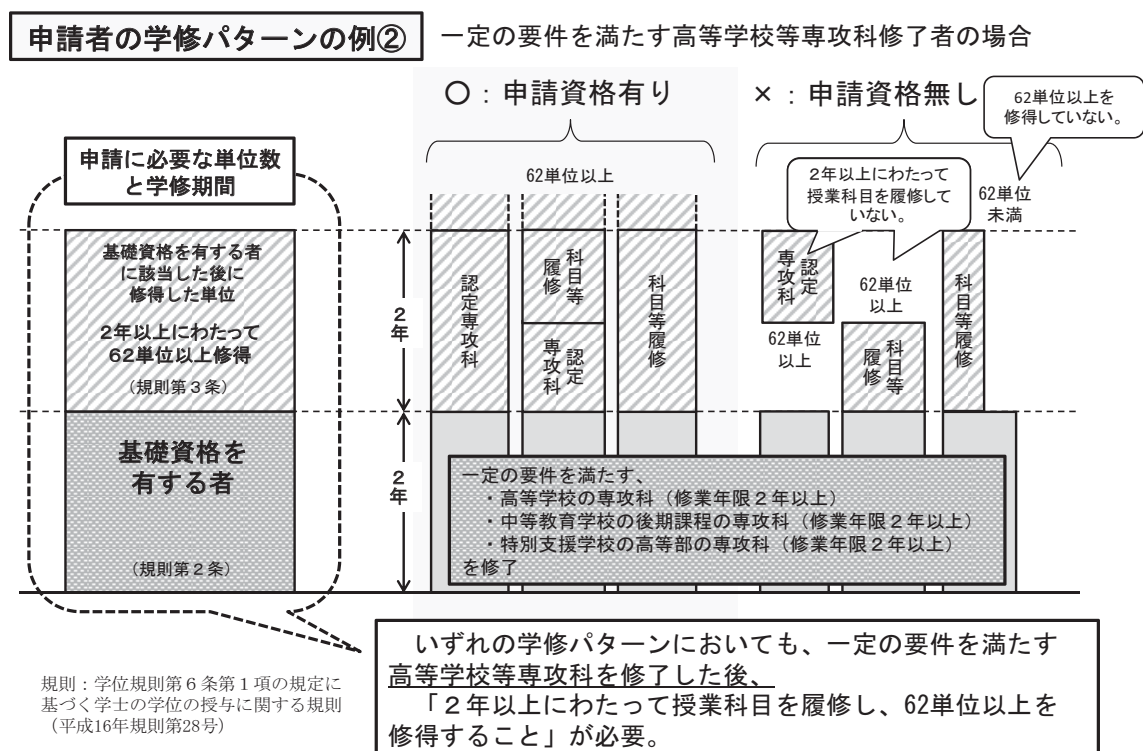 申請者の学修パターンの例②
一定の要件を満たす高等学校等専攻科修了者の場合
○：申請資格有り
×：申請資格無し
62単位以上を
修得していない。
申請に必要な単位数
と学修期間
62単位以上
2年以上にわたって
授業科目を履修して
いない。
62単位
未満
基礎資格を有する者
に該当した後に
修得した単位
2年以上にわたって
62単位以上修得
(規則第３条)
2年
認定専攻科
科目等
履修
認定
専攻科
科目等履修
認定
専攻科
62単位
以上
62単位
以上
科目等
履修
科目等履修
基礎資格を
有する者
(規則第２条)
2年
一定の要件を満たす、
・高等学校の専攻科（修業年限２年以上）
・中等教育学校の後期課程の専攻科（修業年限２年以上）
・特別支援学校の高等部の専攻科（修業年限２年以上）
を修了
いずれの学修パターンにおいても、一定の要件を満たす
高等学校等専攻科を修了した後、
「２年以上にわたって授業科目を履修し、62単位以上を
修得すること」が必要。
規則：学位規則第６条第１項の規定に
基づく学士の学位の授与に関する規則
（平成16年規則第28号）